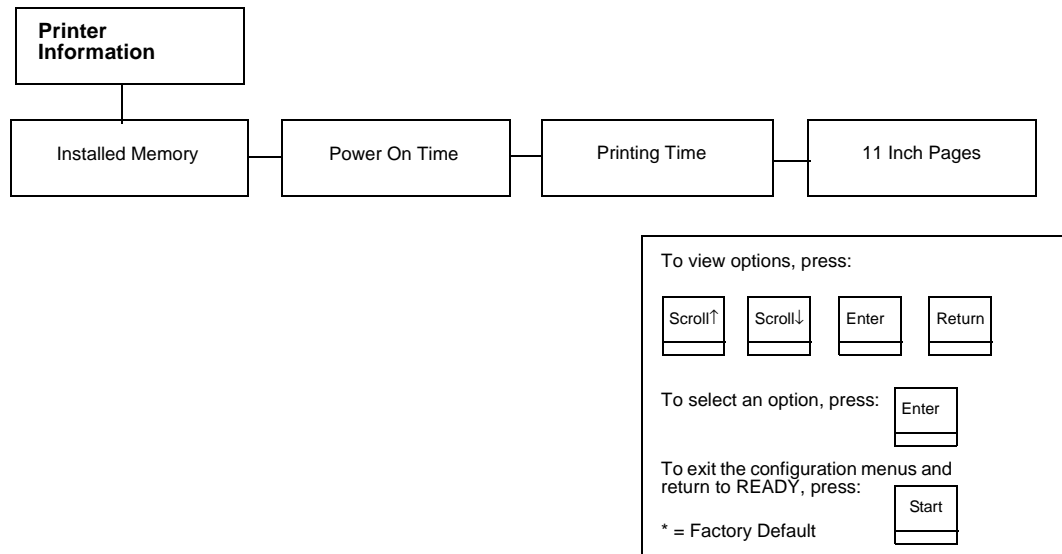 Printer
Information
Installed Memory
Power On Time
Printing Time
11 Inch Pages
To view options, press:
Scroll↑
Scroll↓
Enter
Return
To select an option, press:
Enter
To exit the configuration menus and
return to READY, press:
Start
* = Factory Default